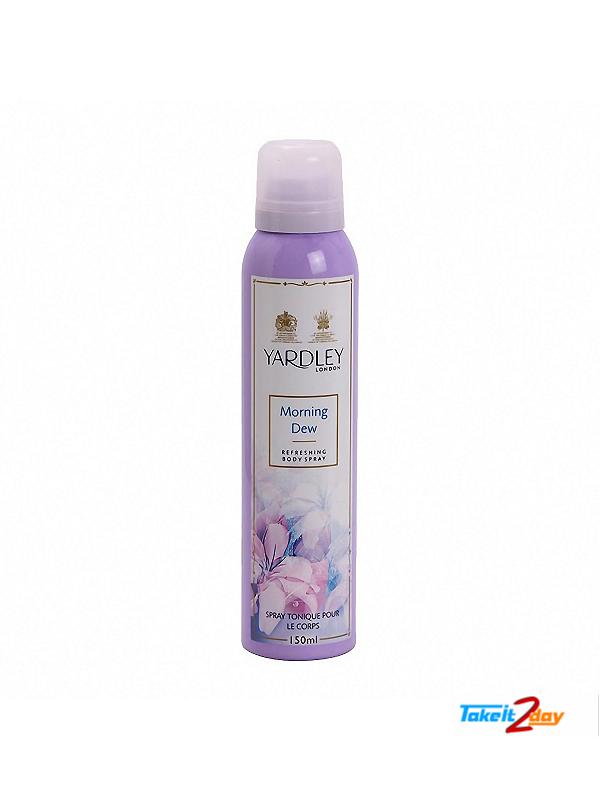 YARDLEY
LONDON
Morning
Dew
REFRESHING
BODY SPRAY
SPRAY TONIQUE POUR
LE CORPS
150ml
TakeIt2day